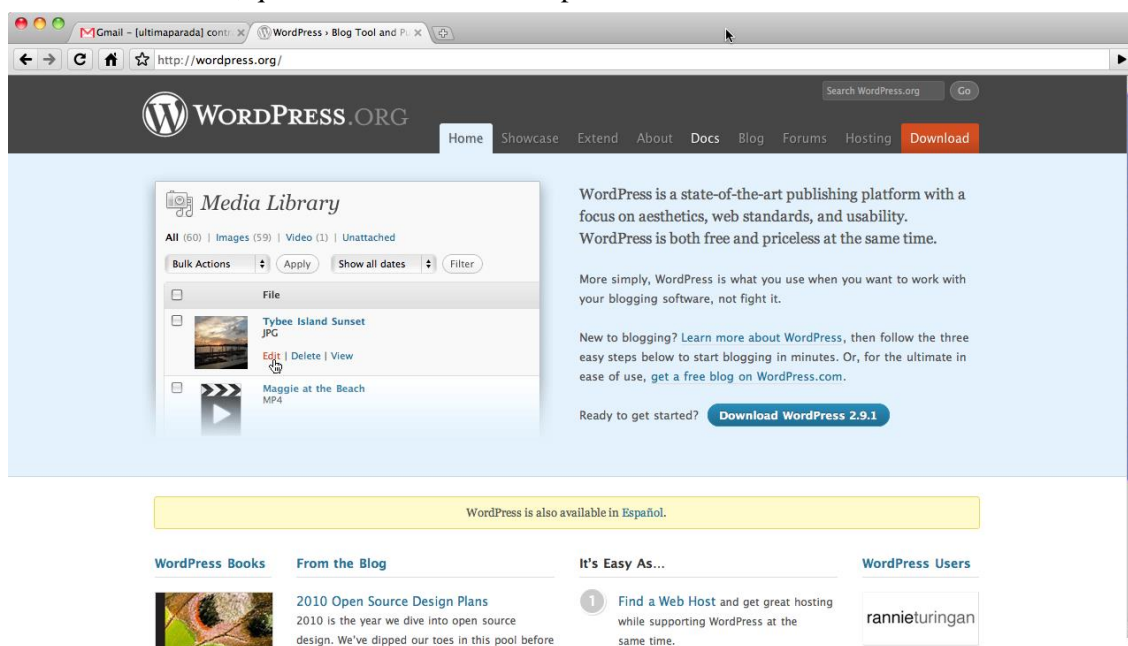 Gmail – [ultimaparada] contr
WordPress › Blog Tool and Pu
http://wordpress.org/
Search WordPress.org
Go
WORDPRESS.ORG
Home Showcase Extend About Docs Blog Forums Hosting Download
Media Library
All (60) | Images (59) | Video (1) | Unattached
Bulk Actions Apply Show all dates Filter
File
Tybee Island Sunset
JPG
Edit | Delete | View
Maggie at the Beach
MP4
WordPress is a state-of-the-art publishing platform with a
focus on aesthetics, web standards, and usability.
WordPress is both free and priceless at the same time.
More simply, WordPress is what you use when you want to work with
your blogging software, not fight it.
New to blogging? Learn more about WordPress, then follow the three
easy steps below to start blogging in minutes. Or, for the ultimate in
ease of use, get a free blog on WordPress.com.
Ready to get started? Download WordPress 2.9.1
WordPress is also available in Español.
WordPress Books
From the Blog
2010 Open Source Design Plans
2010 is the year we dive into open source
design. We've dipped our toes in this pool before
It's Easy As...
1 Find a Web Host and get great hosting
while supporting WordPress at the
same time.
WordPress Users
rannieturingan